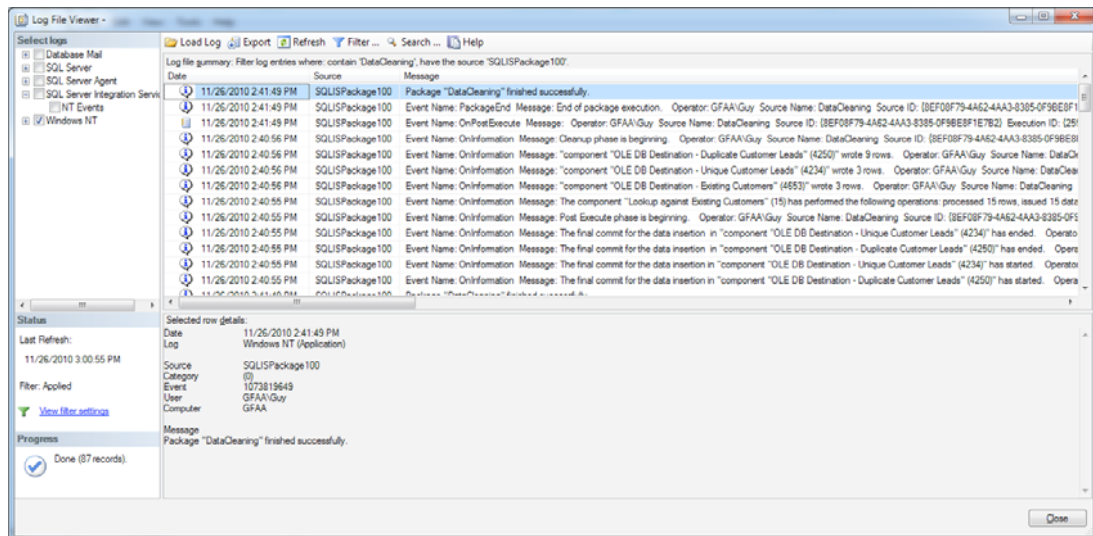 Log File Viewer -
Select logs
Database Mail
SQL Server
SQL Server Agent
SQL Server Integration Servic
NT Events
Windows NT
Load Log Export Refresh Filter ... Search ... Help
Log file summary: Filter log entries where: contain 'DataCleaning', have the source 'SQLISPackage100'.
Date Source Message
11/26/2010 2:41:49 PM SQLISPackage100 Package "DataCleaning" finished successfully.
11/26/2010 2:41:49 PM SQLISPackage100 Event Name: PackageEnd Message: End of package execution. Operator: GFAA\Guy Source Name: DataCleaning Source ID: {8EF08F79-4A62-4AA3-8385-0F9BE8F1
11/26/2010 2:41:49 PM SQLISPackage100 Event Name: OnPostExecute Message: Operator: GFAA\Guy Source Name: DataCleaning Source ID: {8EF08F79-4A62-4AA3-8385-0F9BE8F1E7B2} Execution ID: {259
11/26/2010 2:40:56 PM SQLISPackage100 Event Name: OnInformation Message: Cleanup phase is beginning. Operator: GFAA\Guy Source Name: DataCleaning Source ID: {8EF08F79-4A62-4AA3-8385-0F9BE8
11/26/2010 2:40:56 PM SQLISPackage100 Event Name: OnInformation Message: "component "OLE DB Destination - Duplicate Customer Leads" (4250)" wrote 9 rows. Operator: GFAA\Guy Source Name: DataCle
11/26/2010 2:40:56 PM SQLISPackage100 Event Name: OnInformation Message: "component "OLE DB Destination - Unique Customer Leads" (4234)" wrote 3 rows. Operator: GFAA\Guy Source Name: DataClea
11/26/2010 2:40:56 PM SQLISPackage100 Event Name: OnInformation Message: "component "OLE DB Destination - Existing Customers" (4653)" wrote 3 rows. Operator: GFAA\Guy Source Name: DataCleaning
11/26/2010 2:40:55 PM SQLISPackage100 Event Name: OnInformation Message: The component "Lookup against Existing Customers" (15) has performed the following operations: processed 15 rows, issued 15 data
11/26/2010 2:40:55 PM SQLISPackage100 Event Name: OnInformation Message: Post Execute phase is beginning. Operator: GFAA\Guy Source Name: DataCleaning Source ID: {8EF08F79-4A62-4AA3-8385-0F9
11/26/2010 2:40:55 PM SQLISPackage100 Event Name: OnInformation Message: The final commit for the data insertion in "component "OLE DB Destination - Unique Customer Leads" (4234)" has ended. Operato
11/26/2010 2:40:55 PM SQLISPackage100 Event Name: OnInformation Message: The final commit for the data insertion in "component "OLE DB Destination - Duplicate Customer Leads" (4250)" has ended. Opera
11/26/2010 2:40:55 PM SQLISPackage100 Event Name: OnInformation Message: The final commit for the data insertion in "component "OLE DB Destination - Unique Customer Leads" (4234)" has started. Operator
11/26/2010 2:40:55 PM SQLISPackage100 Event Name: OnInformation Message: The final commit for the data insertion in "component "OLE DB Destination - Duplicate Customer Leads" (4250)" has started. Opera
Status
Last Refresh:
11/26/2010 3:00:55 PM
Filter: Applied
View filter settings
Progress
Done (87 records).
Selected row details:
Date 11/26/2010 2:41:49 PM
Log Windows NT (Application)
Source SQLISPackage100
Category (0)
Event 1073819649
User GFAA\Guy
Computer GFAA
Message
Package "DataCleaning" finished successfully.
Close